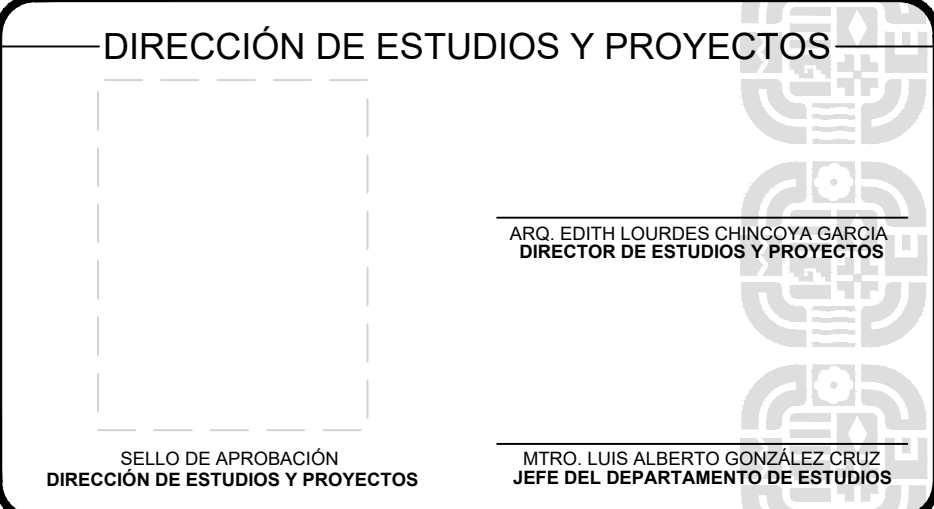 DIRECCIÓN DE ESTUDIOS Y PROYECTOS
ARQ. EDITH LOURDES CHINCOYA GARCIA
DIRECTOR DE ESTUDIOS Y PROYECTOS
SELLO DE APROBACIÓN
DIRECCIÓN DE ESTUDIOS Y PROYECTOS
MTRO. LUIS ALBERTO GONZÁLEZ CRUZ
JEFE DEL DEPARTAMENTO DE ESTUDIOS